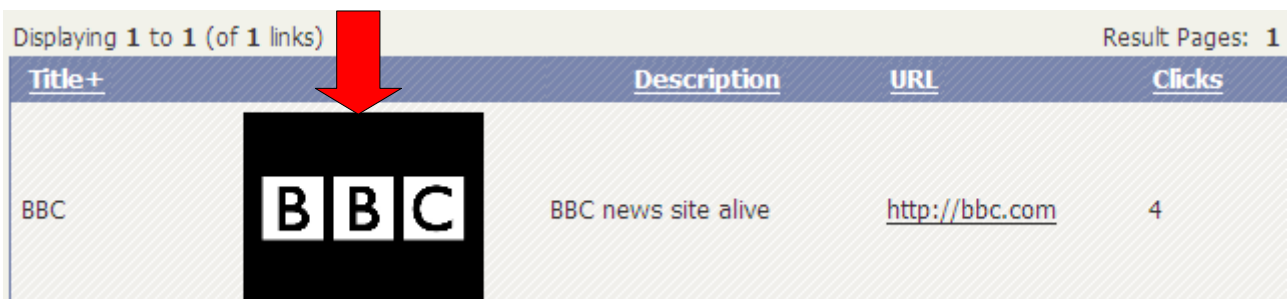 Displaying 1 to 1 (of 1 links) Result Pages: 1
Title+ Description URL Clicks
BBC BBC BBC news site alive http://bbc.com 4